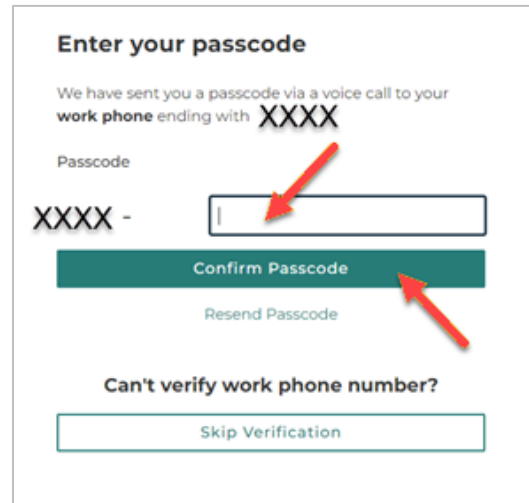 Enter your passcode
We have sent you a passcode via a voice call to your
work phone ending with XXXX
Passcode
XXXX -
Confirm Passcode
Resend Passcode
Can't verify work phone number?
Skip Verification